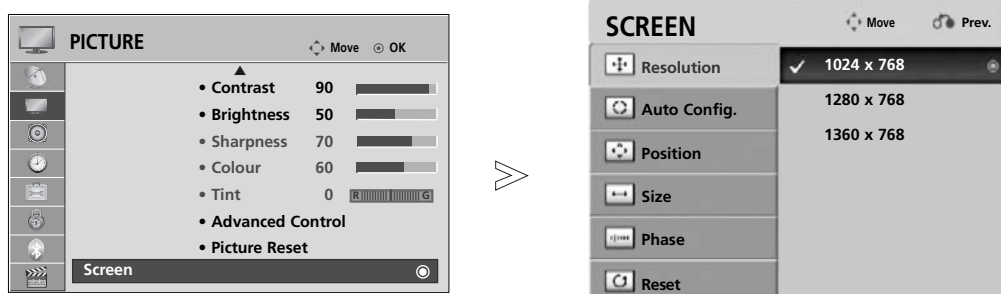 PICTURE
Move OK
• Contrast 90
• Brightness 50
• Sharpness 70
• Colour 60
• Tint 0 R G
• Advanced Control
• Picture Reset
Screen
SCREEN
Move Prev.
Resolution
1024 x 768
Auto Config.
1280 x 768
Position
1360 x 768
Size
Phase
Reset